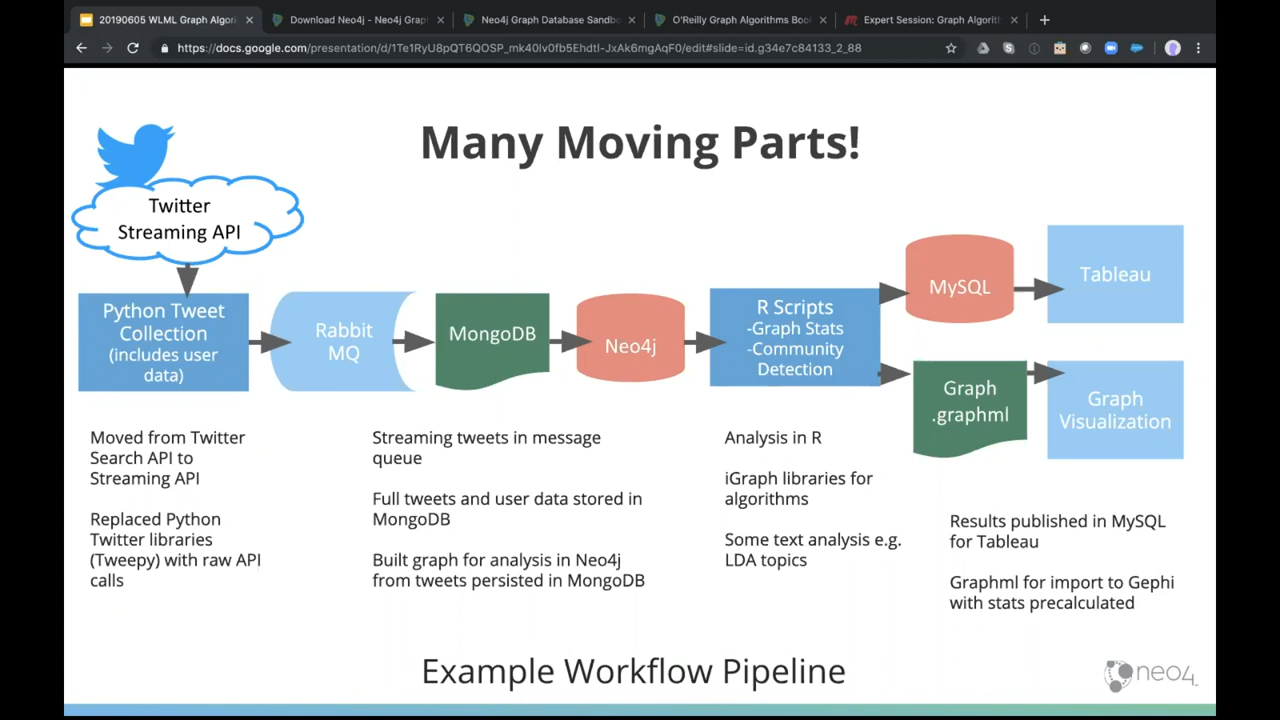 20190605 WLML Graph Algori
Download Neo4j - Neo4j Grap
Neo4j Graph Database Sandbo
O'Reilly Graph Algorithms Boo
Expert Session: Graph Algorith
https://docs.google.com/presentation/d/1Te1RyU8pQT6QOSP_mk40lv0fb5Ehdtl-JxAk6mgAqF0/edit#slide=id.g34e7c84133_2_88
Many Moving Parts!
Twitter
Streaming API
Python Tweet
Collection
(includes user
data)
Rabbit
MQ
MongoDB
Neo4j
R Scripts
-Graph Stats
-Community
Detection
MySQL
Tableau
Graph
.graphml
Graph
Visualization
Moved from Twitter
Search API to
Streaming API
Replaced Python
Twitter libraries
(Tweepy) with raw API
calls
Streaming tweets in message
queue
Full tweets and user data stored in
MongoDB
Built graph for analysis in Neo4j
from tweets persisted in MongoDB
Analysis in R
iGraph libraries for
algorithms
Some text analysis e.g.
LDA topics
Results published in MySQL
for Tableau
Graphml for import to Gephi
with stats precalculated
Example Workflow Pipeline
neo4j